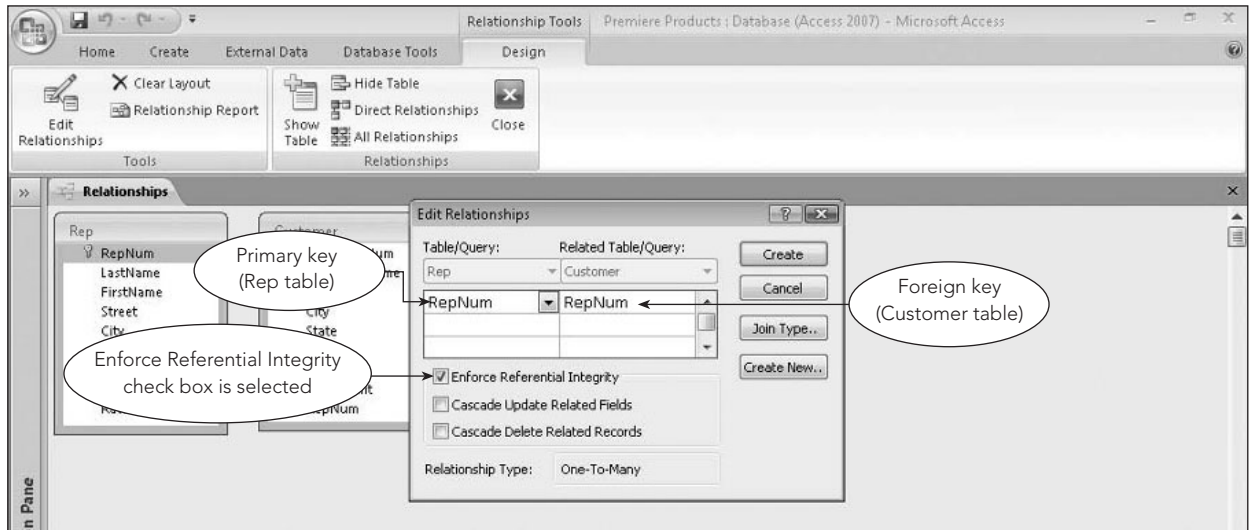 Relationship Tools
Premiere Products : Database (Access 2007) - Microsoft Access
Home Create External Data Database Tools Design
Edit Relationships
Clear Layout
Relationship Report
Tools
Show Table
Hide Table
Direct Relationships
All Relationships
Close
Relationships
Relationships
Rep
RepNum
LastName
FirstName
Street
City
Customer
City
State
Primary key
(Rep table)
Enforce Referential Integrity
check box is selected
Edit Relationships
Table/Query: Related Table/Query:
Rep Customer
RepNum RepNum
Enforce Referential Integrity
Cascade Update Related Fields
Cascade Delete Related Records
Relationship Type: One-To-Many
Create
Cancel
Join Type..
Create New..
Foreign key
(Customer table)
Pane